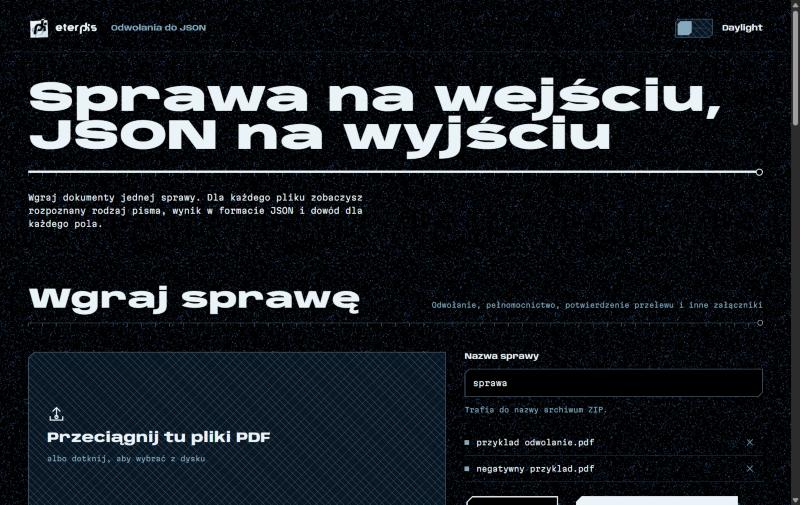 eterpis Odwołania do JSON Daylight
Sprawa na wejściu,
JSON na wyjściu
Wgraj dokumenty jednej sprawy. Dla każdego pliku zobaczysz
rozpoznany rodzaj pisma, wynik w formacie JSON i dowód dla
każdego pola.
Wgraj sprawę
Odwołanie, pełnomocnictwo, potwierdzenie przelewu i inne załączniki
Nazwa sprawy
sprawa
Trafia do nazwy archiwum ZIP.
Przeciągnij tu pliki PDF
albo dotknij, aby wybrać z dysku
przyklad odwolanie.pdf
negatywny przyklad.pdf